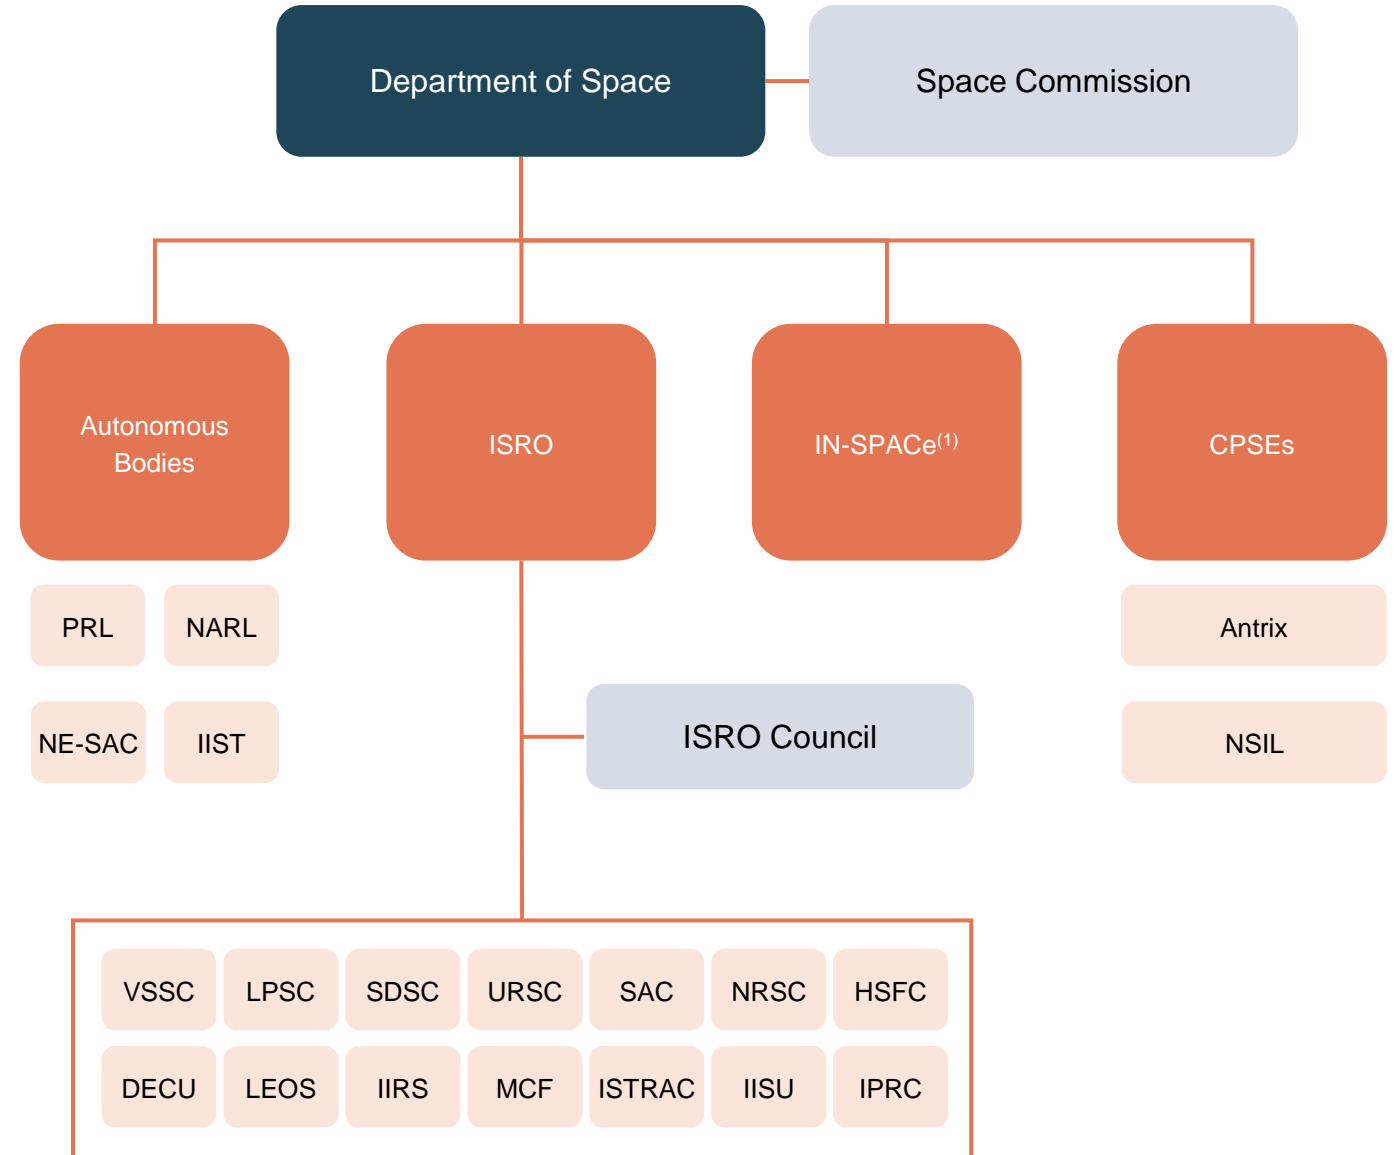 Department of Space
Space Commission
Autonomous
Bodies
ISRO
IN-SPACe(1)
CPSEs
PRL
NARL
Antrix
NE-SAC
IIST
ISRO Council
NSIL
VSSC
LPSC
SDSC
URSC
SAC
NRSC
HSFC
DECU
LEOS
IIRS
MCF
ISTRAC
IISU
IPRC